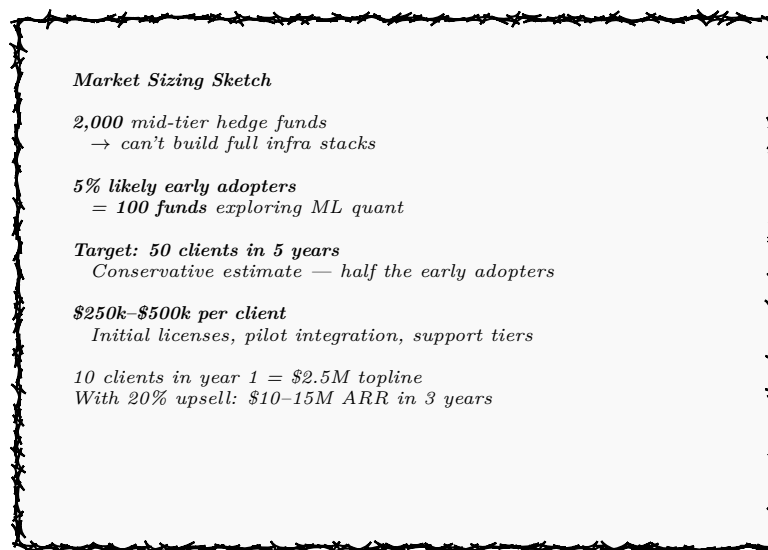 Market Sizing Sketch
2,000 mid-tier hedge funds
→ can't build full infra stacks
5% likely early adopters
= 100 funds exploring ML quant
Target: 50 clients in 5 years
Conservative estimate — half the early adopters
$250k–$500k per client
Initial licenses, pilot integration, support tiers
10 clients in year 1 = $2.5M topline
With 20% upsell: $10–15M ARR in 3 years